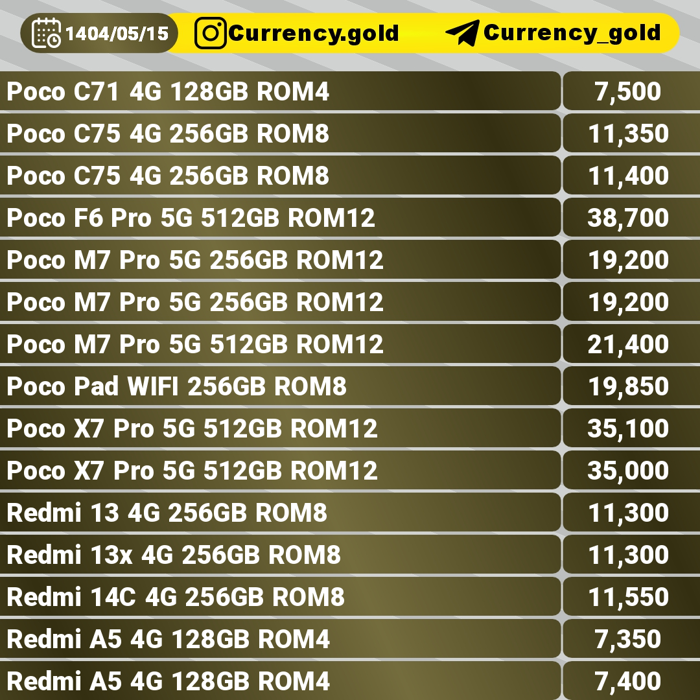 1404/05/15 Currency.gold Currency_gold
Poco C71 4G 128GB ROM4 7,500
Poco C75 4G 256GB ROM8 11,350
Poco C75 4G 256GB ROM8 11,400
Poco F6 Pro 5G 512GB ROM12 38,700
Poco M7 Pro 5G 256GB ROM12 19,200
Poco M7 Pro 5G 256GB ROM12 19,200
Poco M7 Pro 5G 512GB ROM12 21,400
Poco Pad WIFI 256GB ROM8 19,850
Poco X7 Pro 5G 512GB ROM12 35,100
Poco X7 Pro 5G 512GB ROM12 35,000
Redmi 13 4G 256GB ROM8 11,300
Redmi 13x 4G 256GB ROM8 11,300
Redmi 14C 4G 256GB ROM8 11,550
Redmi A5 4G 128GB ROM4 7,350
Redmi A5 4G 128GB ROM4 7,400